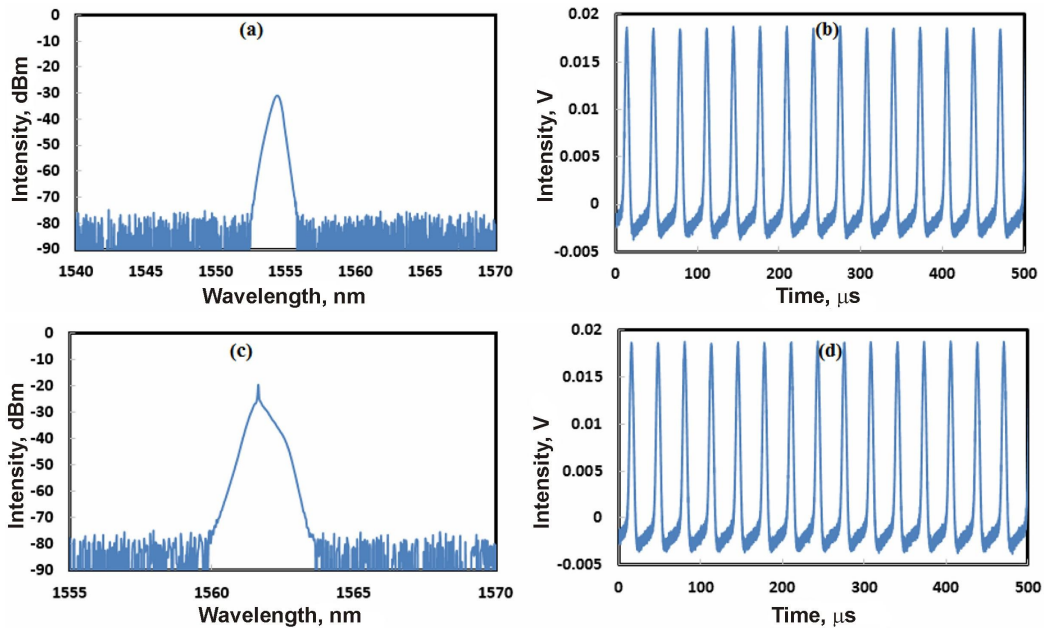 (a)
Intensity, dBm
0
-10
-20
-30
-40
-50
-60
-70
-80
-90
1540 1545 1550 1555 1560 1565 1570
Wavelength, nm
(b)
Intensity, V
0.02
0.015
0.01
0.005
0
-0.005
0 100 200 300 400 500
Time, μs
(c)
Intensity, dBm
0
-10
-20
-30
-40
-50
-60
-70
-80
-90
1555 1560 1565 1570
Wavelength, nm
(d)
Intensity, V
0.02
0.015
0.01
0.005
0
-0.005
0 100 200 300 400 500
Time, μs